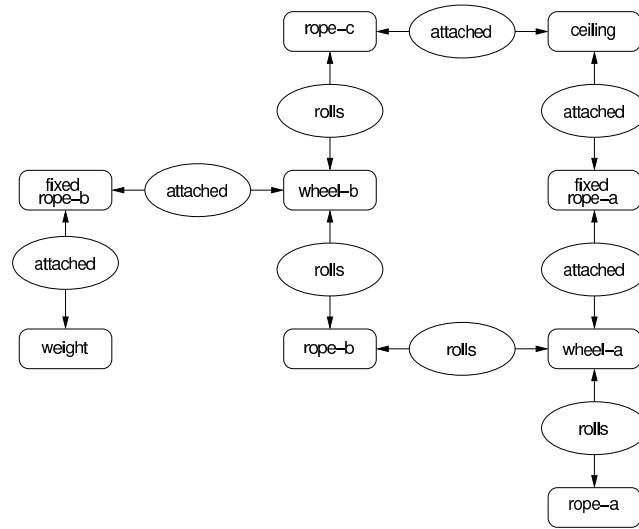 rope-c
attached
ceiling
rolls
attached
fixed
rope-b
attached
wheel-b
fixed
rope-a
attached
rolls
attached
weight
rope-b
rolls
wheel-a
rolls
rope-a